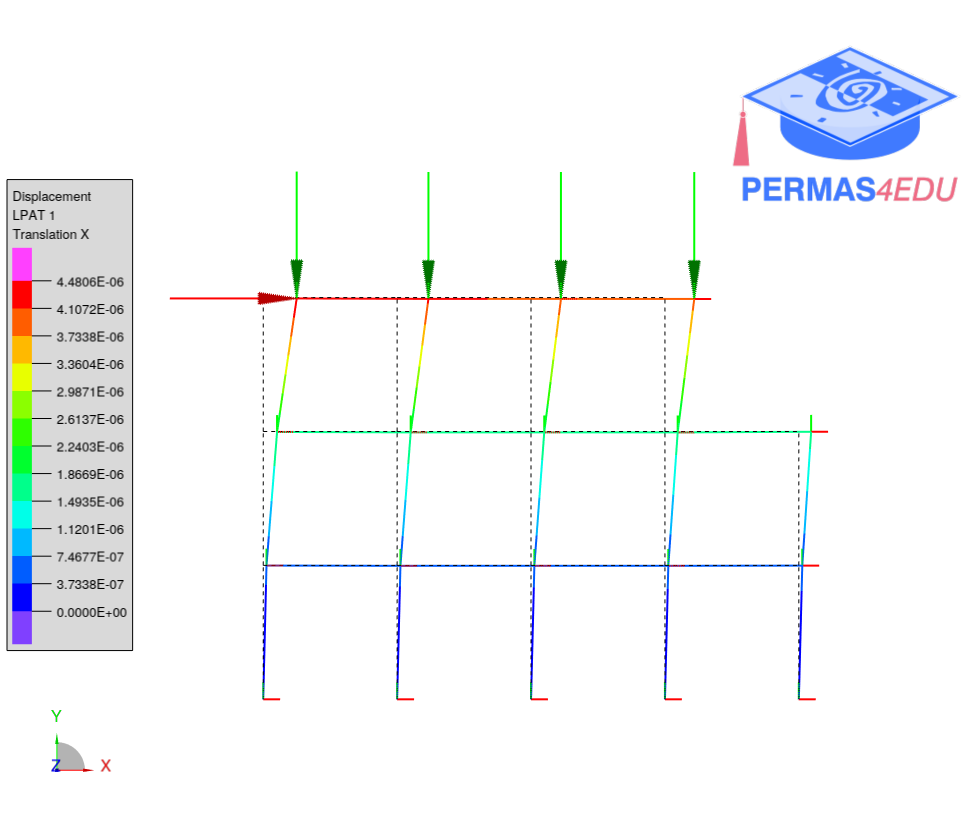 PERMAS4EDU
Displacement
LPAT 1
Translation X
4.4806E-06
4.1072E-06
3.7338E-06
3.3604E-06
2.9871E-06
2.6137E-06
2.2403E-06
1.8669E-06
1.4935E-06
1.1201E-06
7.4677E-07
3.7338E-07
0.0000E+00
Y
Z
X